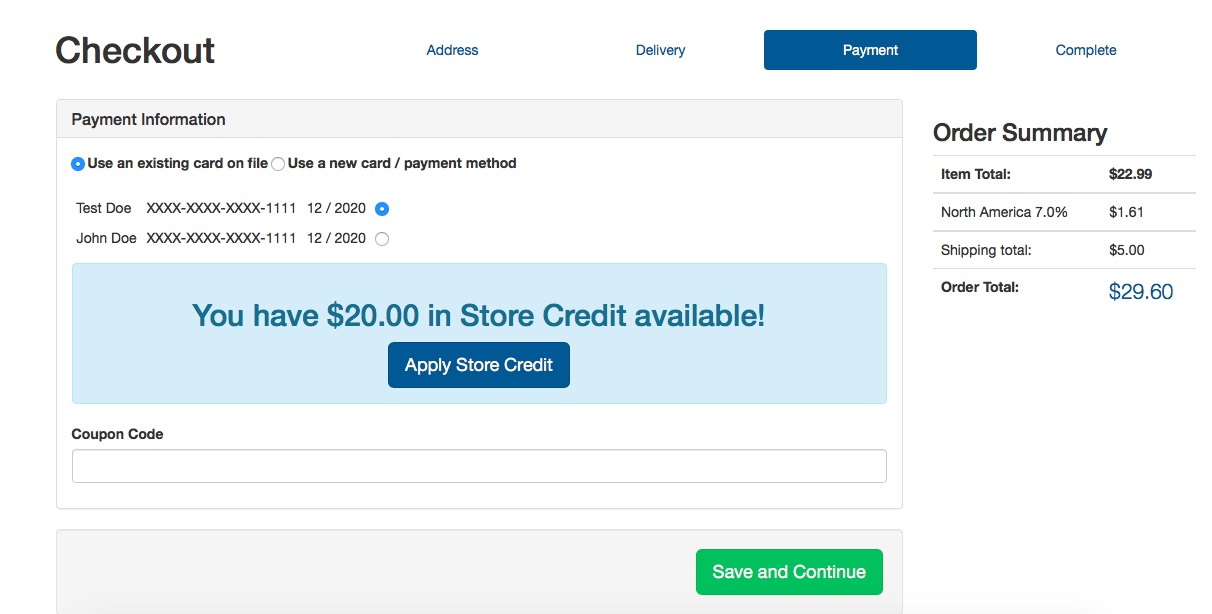 Checkout
Address
Delivery
Payment
Complete
Payment Information
Use an existing card on file Use a new card / payment method
Test Doe XXXX-XXXX-XXXX-1111 12 / 2020
John Doe XXXX-XXXX-XXXX-1111 12 / 2020
You have $20.00 in Store Credit available!
Apply Store Credit
Coupon Code
Save and Continue
Order Summary
Item Total: $22.99
North America 7.0% $1.61
Shipping total: $5.00
Order Total: $29.60